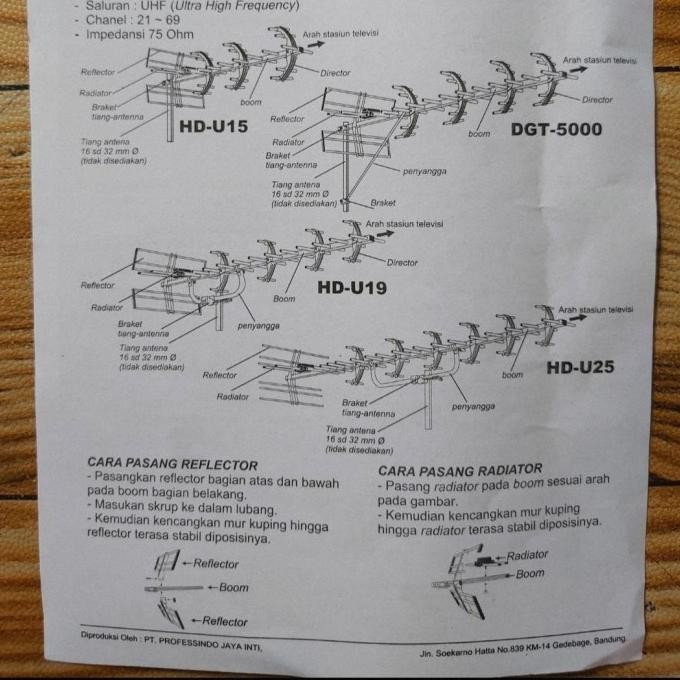 - Saluran : UHF (Ultra High Frequency)
- Chanel : 21 ~ 69
- Impedansi 75 Ohm
Arah stasiun televisi
Reflector
Radiator
Braket
tiang-antenna
Tiang antena
16 sd 32 mm Ø
(tidak disediakan)
boom
Director
HD-U15
Arah stasiun televisi
Reflector
Radiator
Braket
tiang-antenna
Tiang antena
16 sd 32 mm Ø
(tidak disediakan)
Braket
penyangga
boom
Director
DGT-5000
Arah stasiun televisi
Reflector
Radiator
Braket
tiang-antenna
Tiang antena
16 sd 32 mm Ø
(tidak disediakan)
penyangga
Boom
Director
HD-U19
Arah stasiun televisi
Reflector
Radiator
Braket
tiang-antenna
Tiang antena
16 sd 32 mm Ø
(tidak disediakan)
penyangga
boom
HD-U25
CARA PASANG REFLECTOR
- Pasangkan reflector bagian atas dan bawah
pada boom bagian belakang.
- Masukan skrup ke dalam lubang.
- Kemudian kencangkan mur kuping hingga
reflector terasa stabil diposisinya.
Reflector
Boom
Reflector
CARA PASANG RADIATOR
- Pasang radiator pada boom sesuai arah
pada gambar.
- Kemudian kencangkan mur kuping
hingga radiator terasa stabil diposisinya.
Radiator
Boom
Diproduksi Oleh : PT. PROFESSINDO JAYA INTI,
Jln. Soekarno Hatta No.839 KM-14 Gedebage, Bandung.